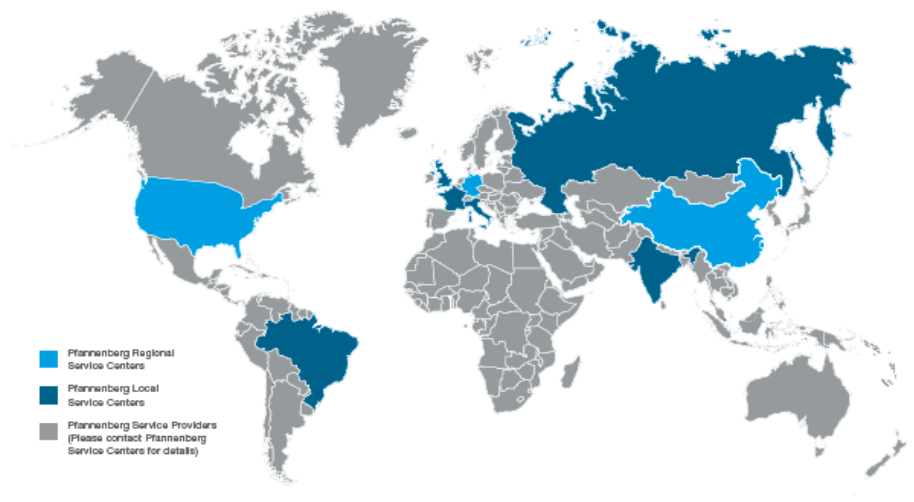 Pfannenberg Regional
Service Centers
Pfannenberg Local
Service Centers
Pfannenberg Service Providers
(Please contact Pfannenberg
Service Centers for details)